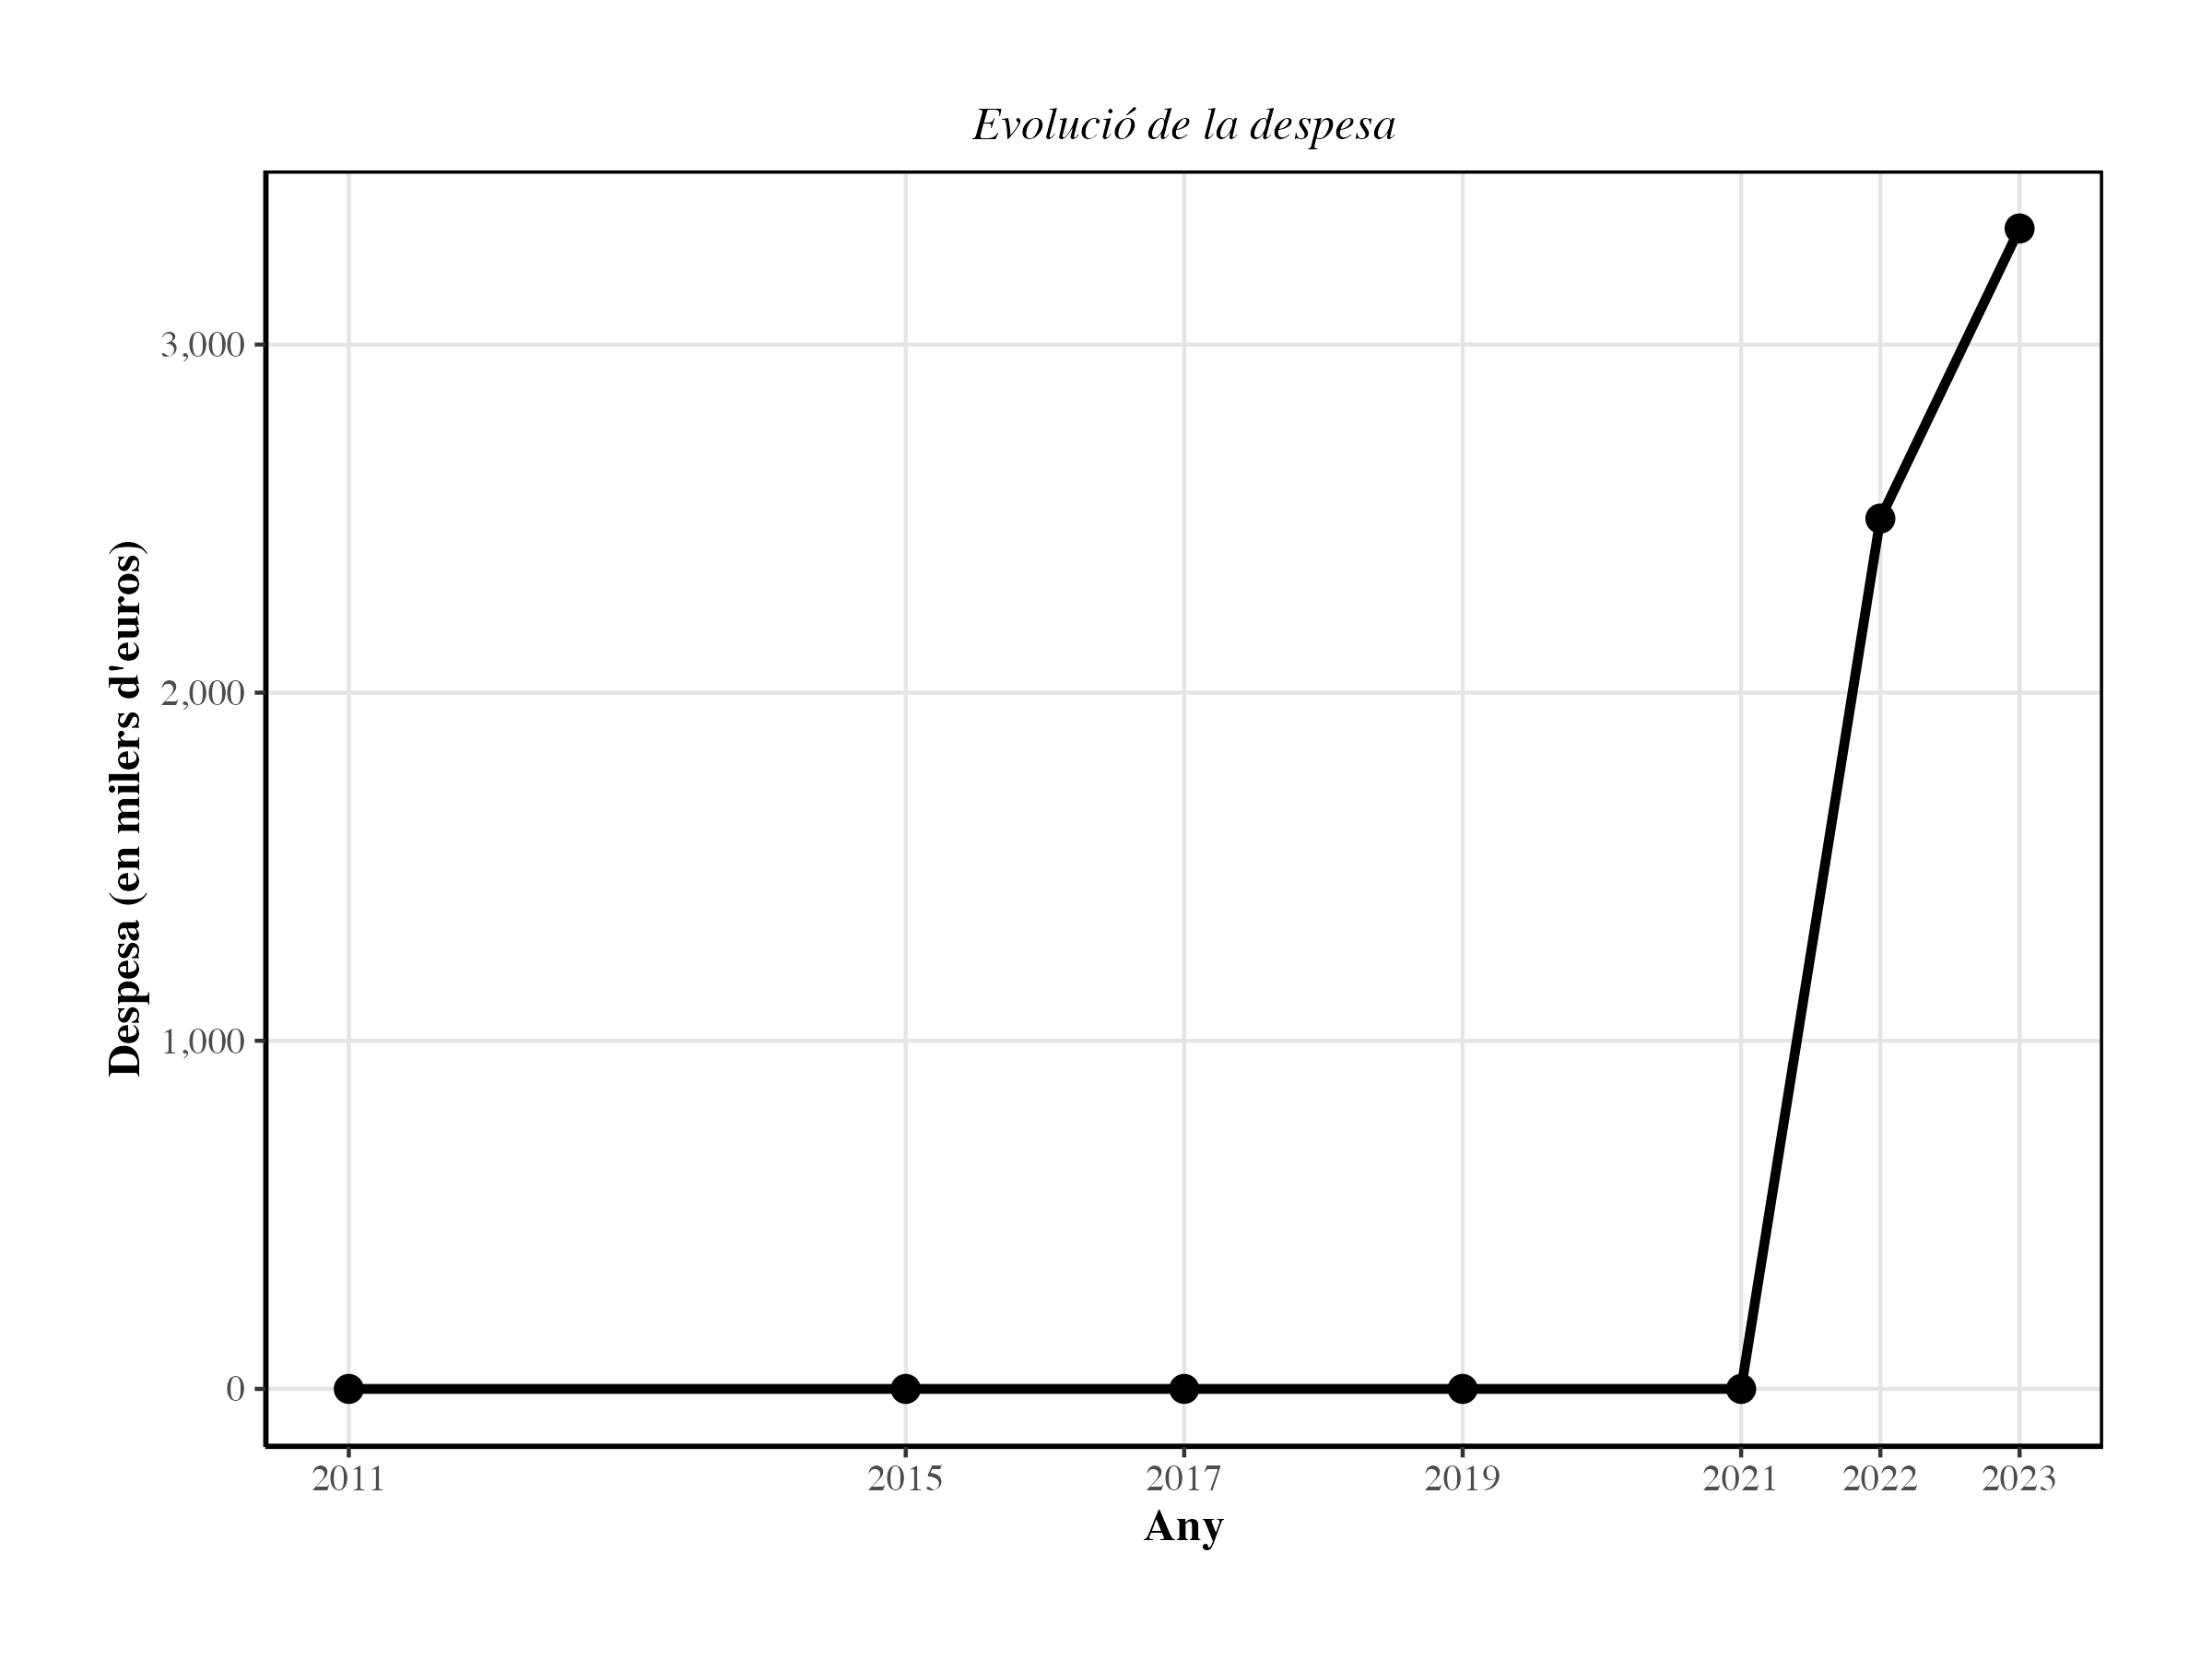 Evolució de la despesa
Despesa (en milers d'euros)
3,000
2,000
1,000
0
2011 2015 2017 2019 2021 2022 2023
Any